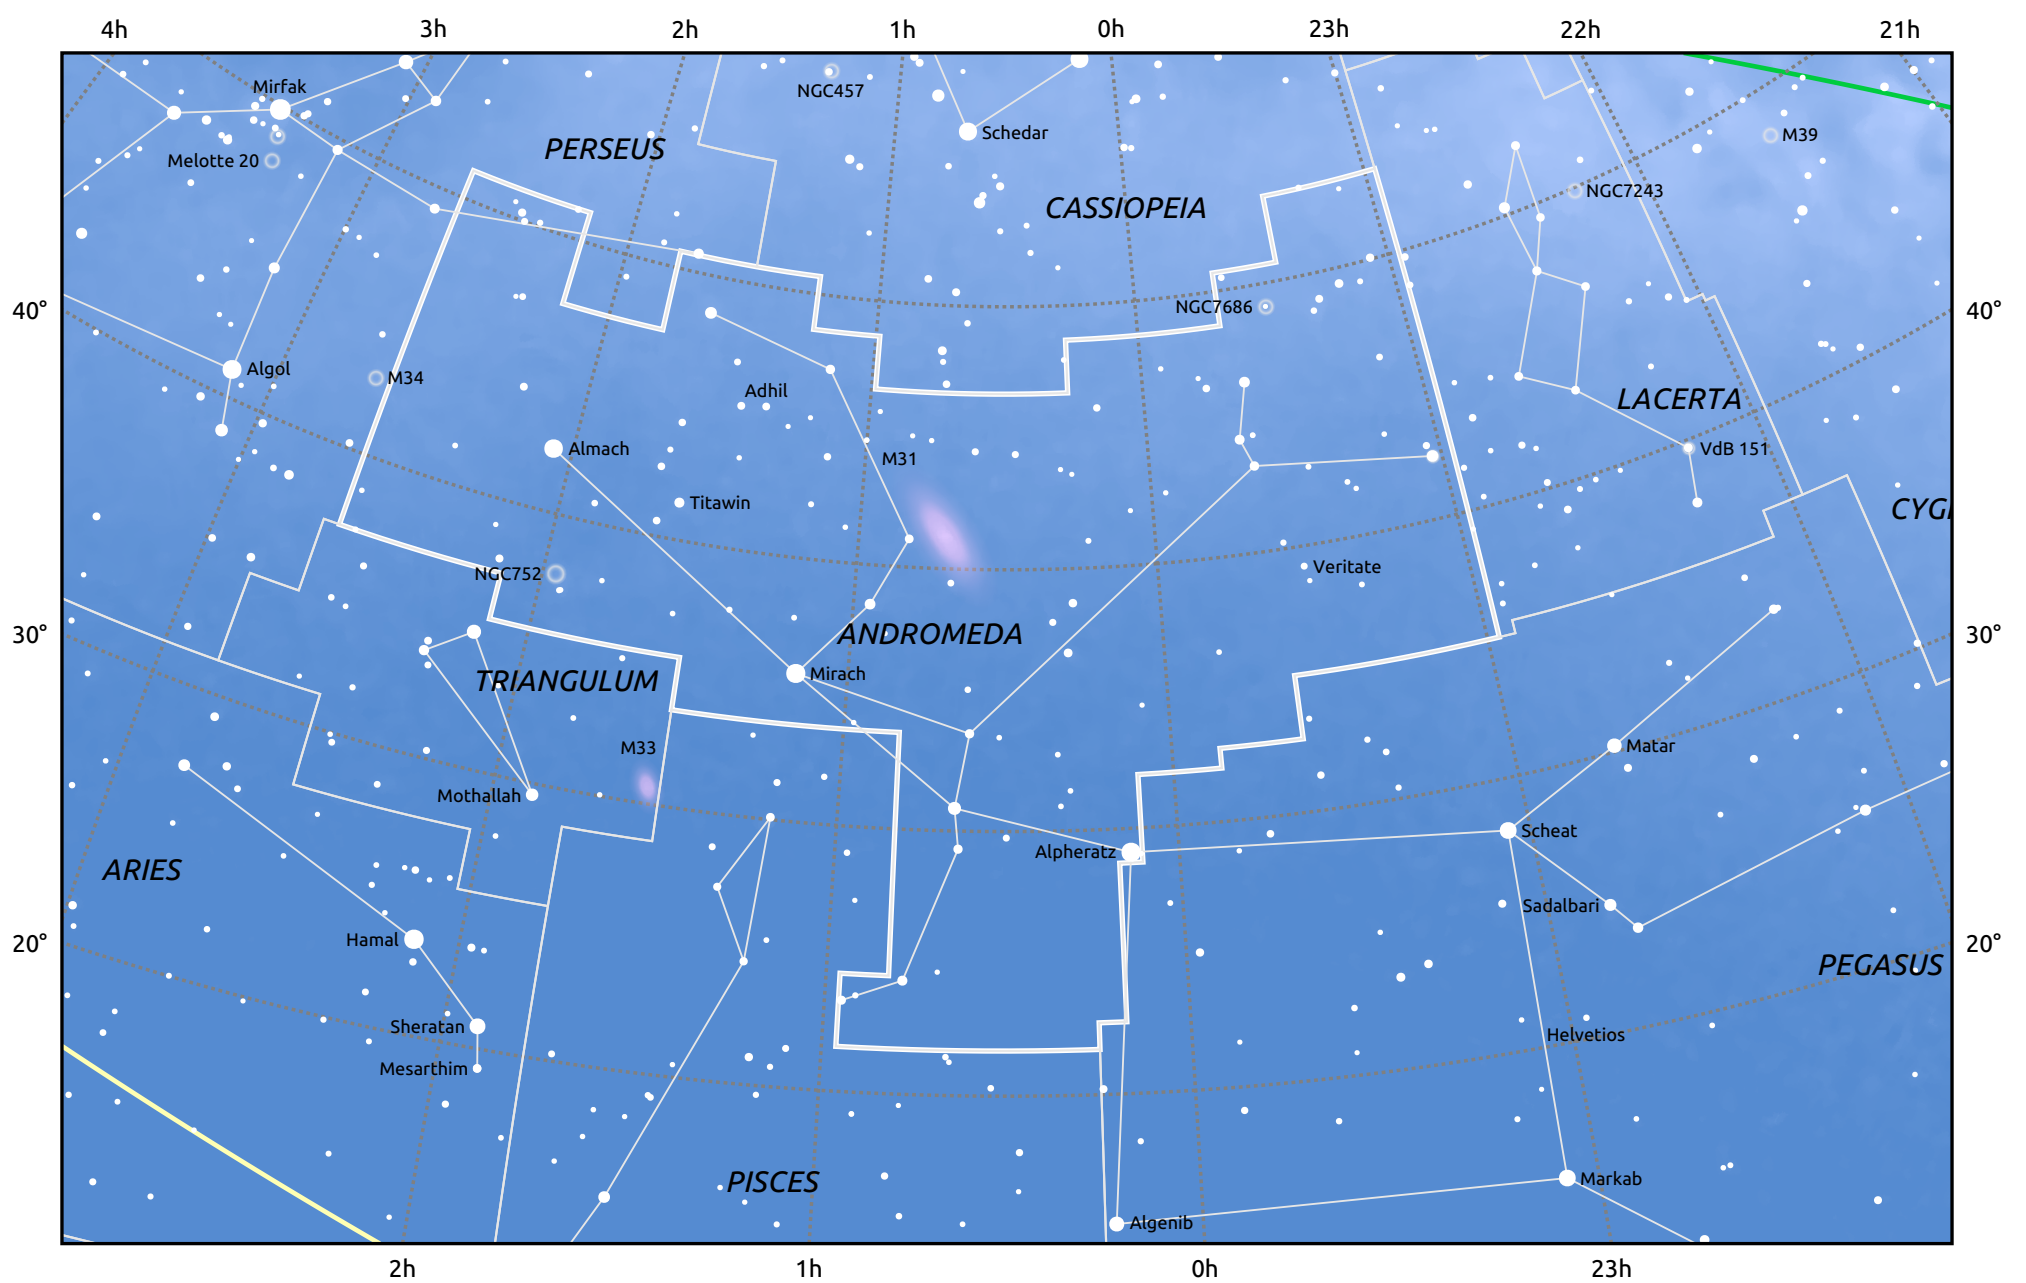 4h 3h 2h 1h 0h 23h 22h 21h
Mirfak
NGC457
Schedar
M39
PERSEUS
Melotte 20
NGC7243
CASSIOPEIA
40° 40°
NGC7686
Algol
M34
Adhil
LACERTA
Almach
M31
VdB 151
Titawin
CYG
NGC752
Veritate
30° 30°
ANDROMEDA
Mirach
TRIANGULUM
M33
Matar
Mothallah
Scheat
Alpheratz
ARIES
Sadalbari
20° 20°
Hamal
PEGASUS
Sheratan
Helvetios
Mesarthim
PISCES
Markab
Algenib
2h 1h 0h 23h